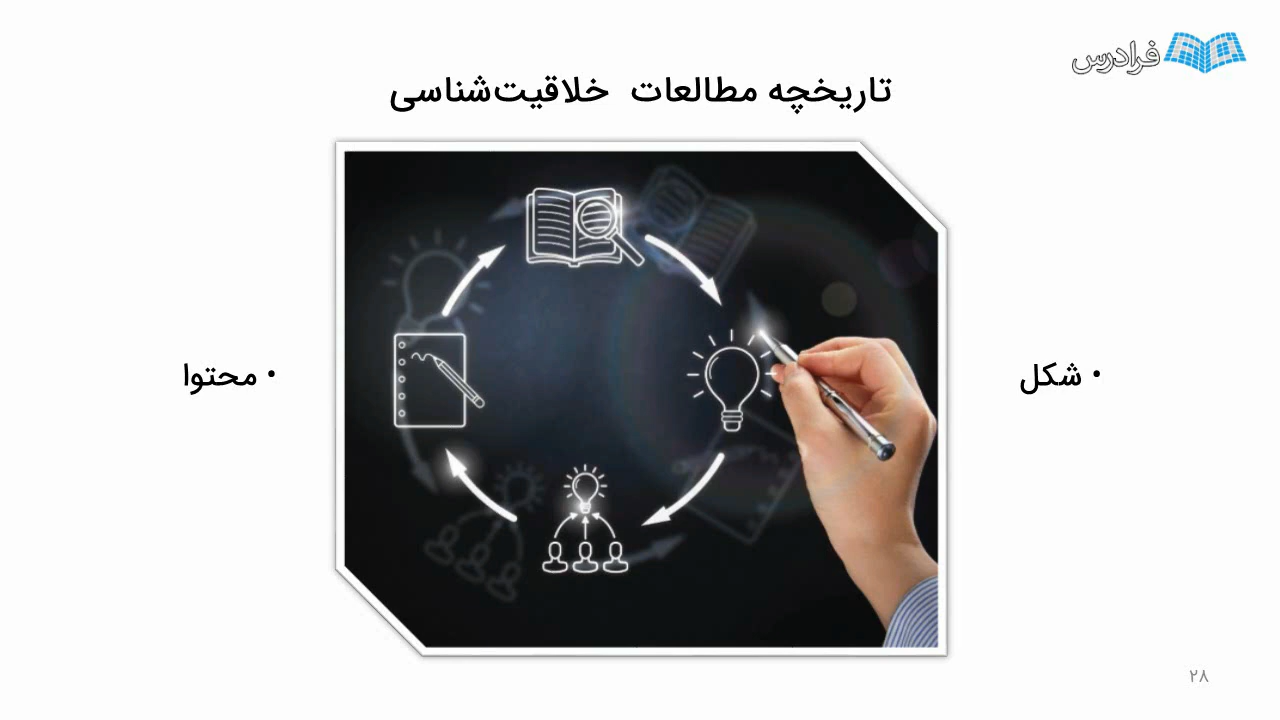 فرادرس
تاریخچه مطالعات خلاقیت‌شناسی
• شکل
• محتوا
۲۸